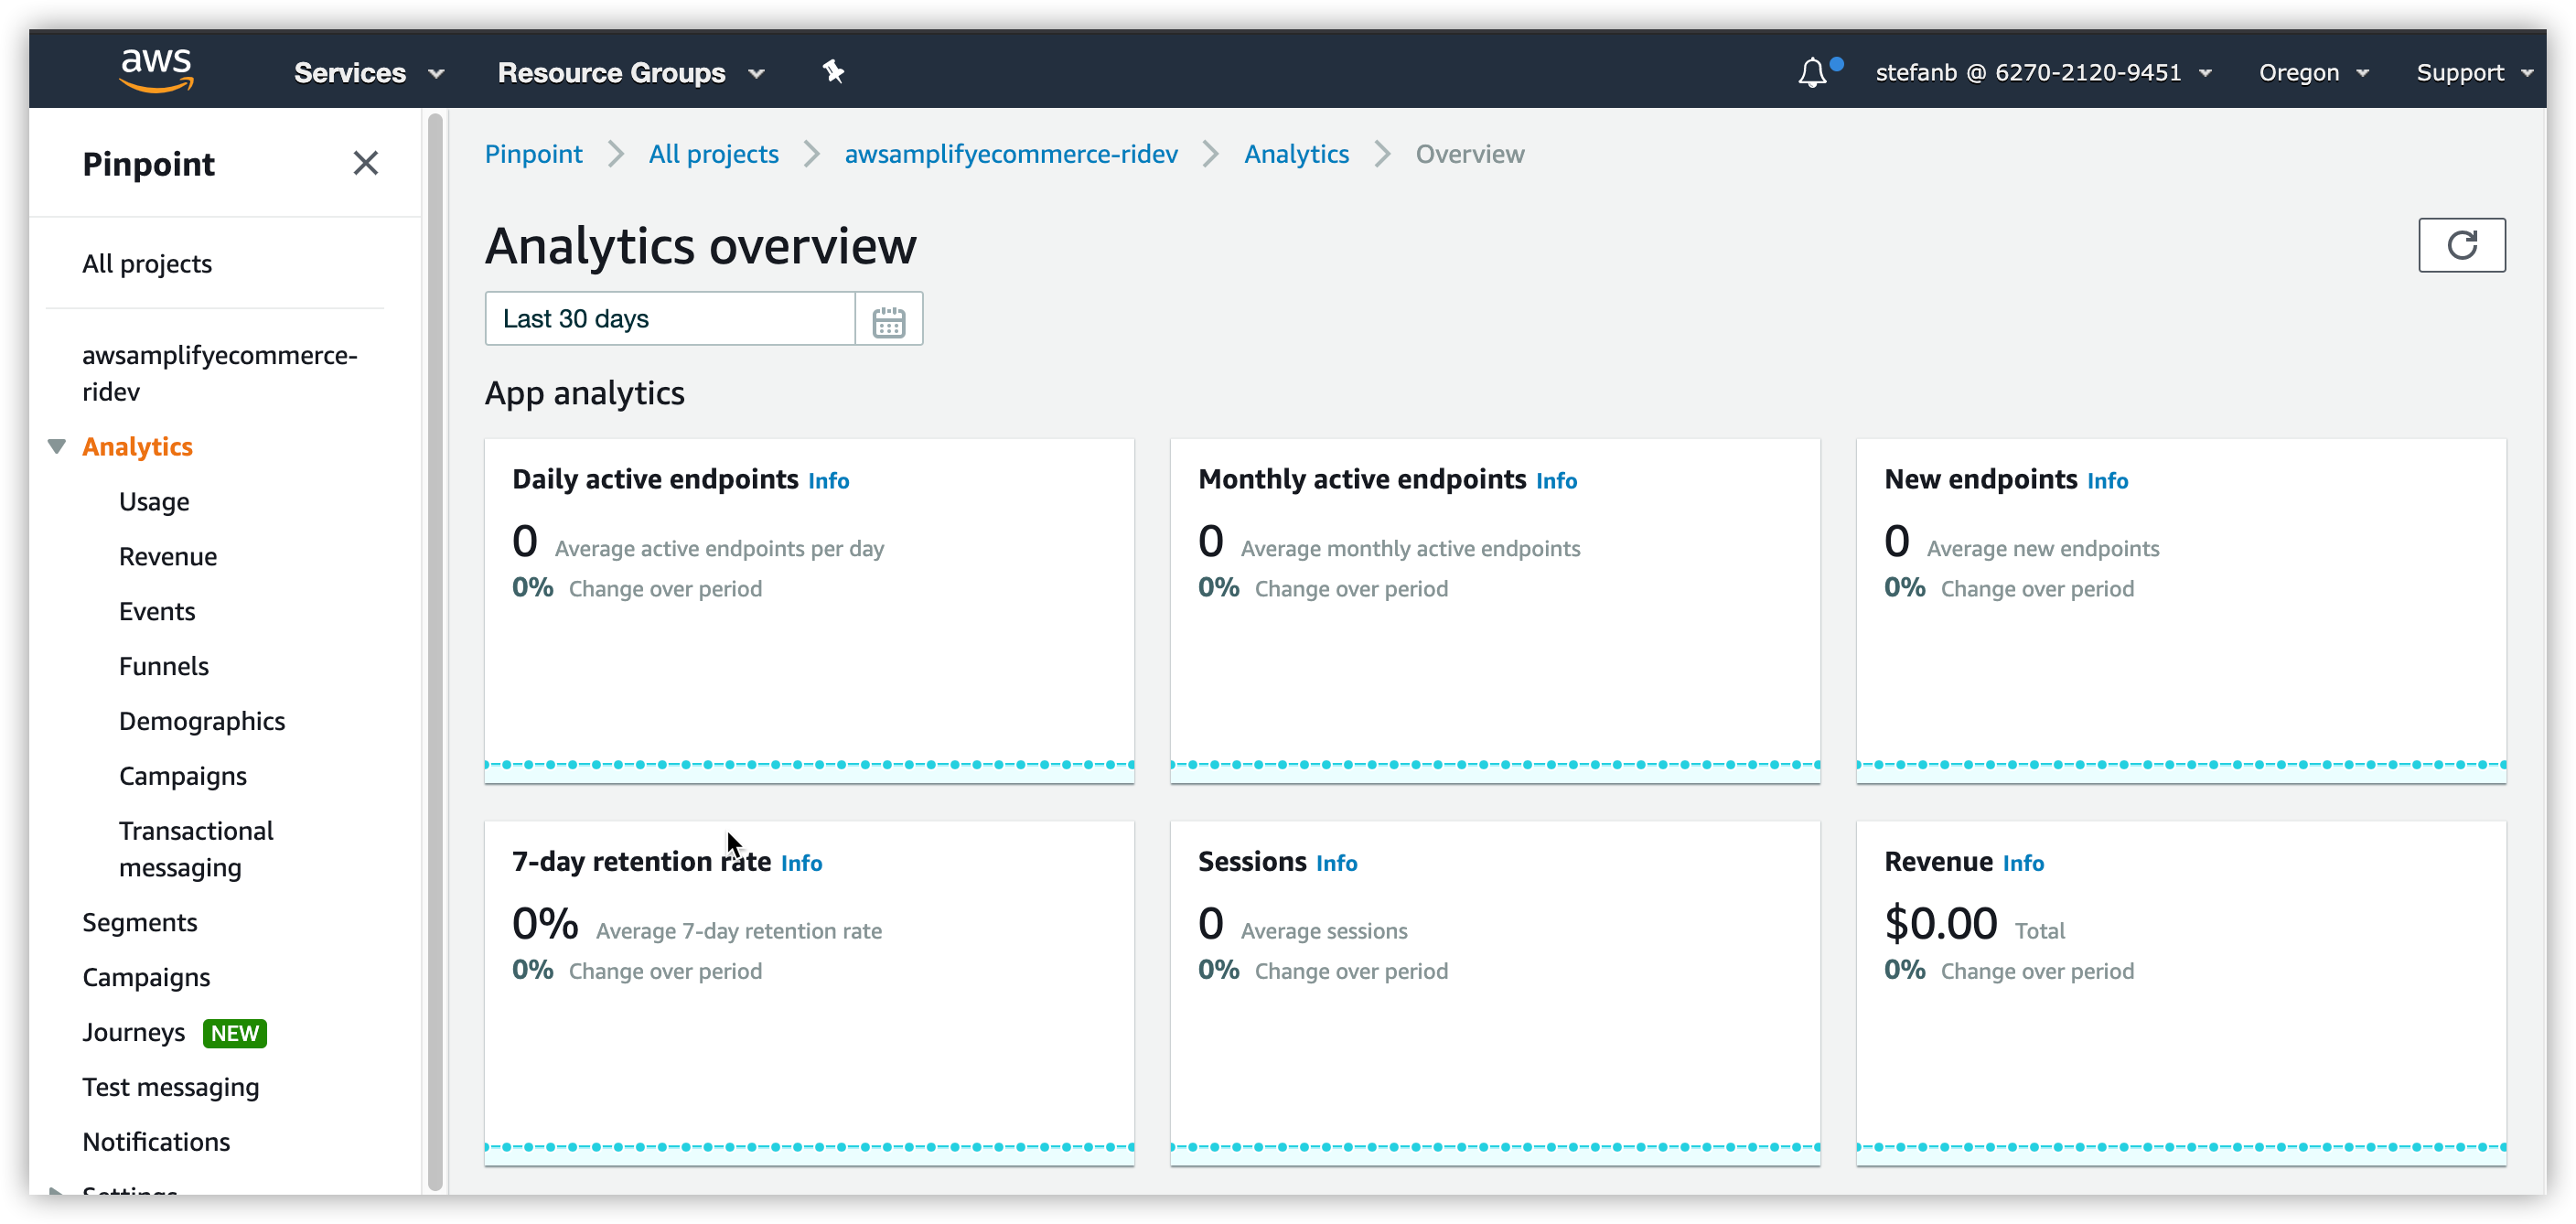 aws Services Resource Groups stefanb @ 6270-2120-9451 Oregon Support
Pinpoint
All projects
awsamplifyecommerce-
ridev
Analytics
Usage
Revenue
Events
Funnels
Demographics
Campaigns
Transactional
messaging
Segments
Campaigns
Journeys NEW
Test messaging
Notifications
Settings
Pinpoint All projects awsamplifyecommerce-ridev Analytics Overview
Analytics overview
Last 30 days
App analytics
Daily active endpoints Info
0 Average active endpoints per day
0% Change over period
Monthly active endpoints Info
0 Average monthly active endpoints
0% Change over period
New endpoints Info
0 Average new endpoints
0% Change over period
7-day retention rate Info
0% Average 7-day retention rate
0% Change over period
Sessions Info
0 Average sessions
0% Change over period
Revenue Info
$0.00 Total
0% Change over period